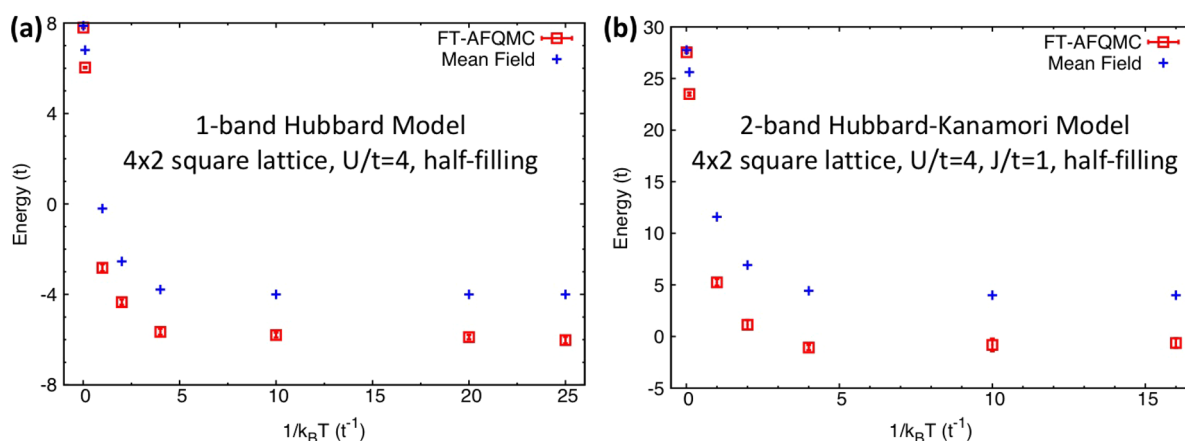 (a)
8
4
0
-4
-8
Energy (t)
FT-AFQMC
Mean Field
1-band Hubbard Model
4x2 square lattice, U/t=4, half-filling
0 5 10 15 20 25
1/k_BT (t⁻¹)
(b)
30
25
20
15
10
5
0
-5
Energy (t)
FT-AFQMC
Mean Field
2-band Hubbard-Kanamori Model
4x2 square lattice, U/t=4, J/t=1, half-filling
0 5 10 15
1/k_BT (t⁻¹)